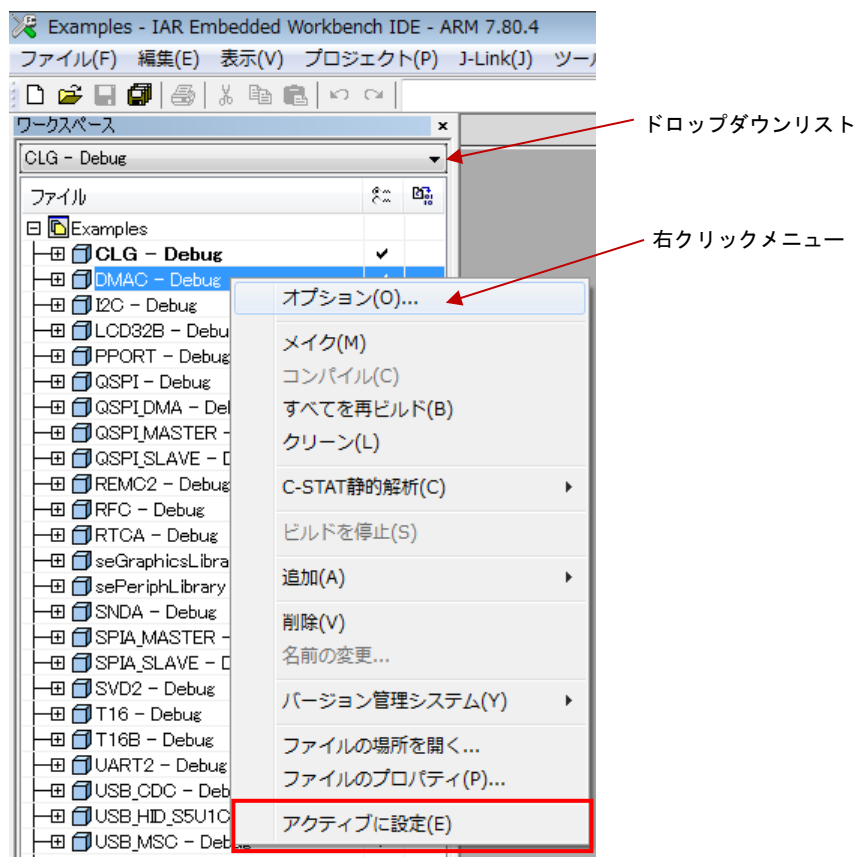 Examples - IAR Embedded Workbench IDE - ARM 7.80.4
ファイル(F) 編集(E) 表示(V) プロジェクト(P) J-Link(J)
ワークスペース
ドロップダウンリスト
CLG - Debug
ファイル
Examples
右クリックメニュー
CLG - Debug
DMAC - Debug
I2C - Debug
LCD32B - Debu
PPORT - Debug
QSPI - Debug
QSPI_DMA - De
QSPI_MASTER -
QSPI_SLAVE -
REMC2 - Debug
RFC - Debug
RTCA - Debug
seGraphicsLibra
sePeriphLibrary
SNDA - Debug
SPIA_MASTER -
SPIA_SLAVE -
SVD2 - Debug
T16 - Debug
T16B - Debug
UART2 - Debug
USB_CDC - Deb
USB_HID_S5U1C
USB_MSC - Deb
オプション(O)...
メイク(M)
コンパイル(C)
すべてを再ビルド(B)
クリーン(L)
C-STAT静的解析(C)
ビルドを停止(S)
追加(A)
削除(V)
名前の変更...
バージョン管理システム(Y)
ファイルの場所を開く...
ファイルのプロパティ(P)...
アクティブに設定(E)